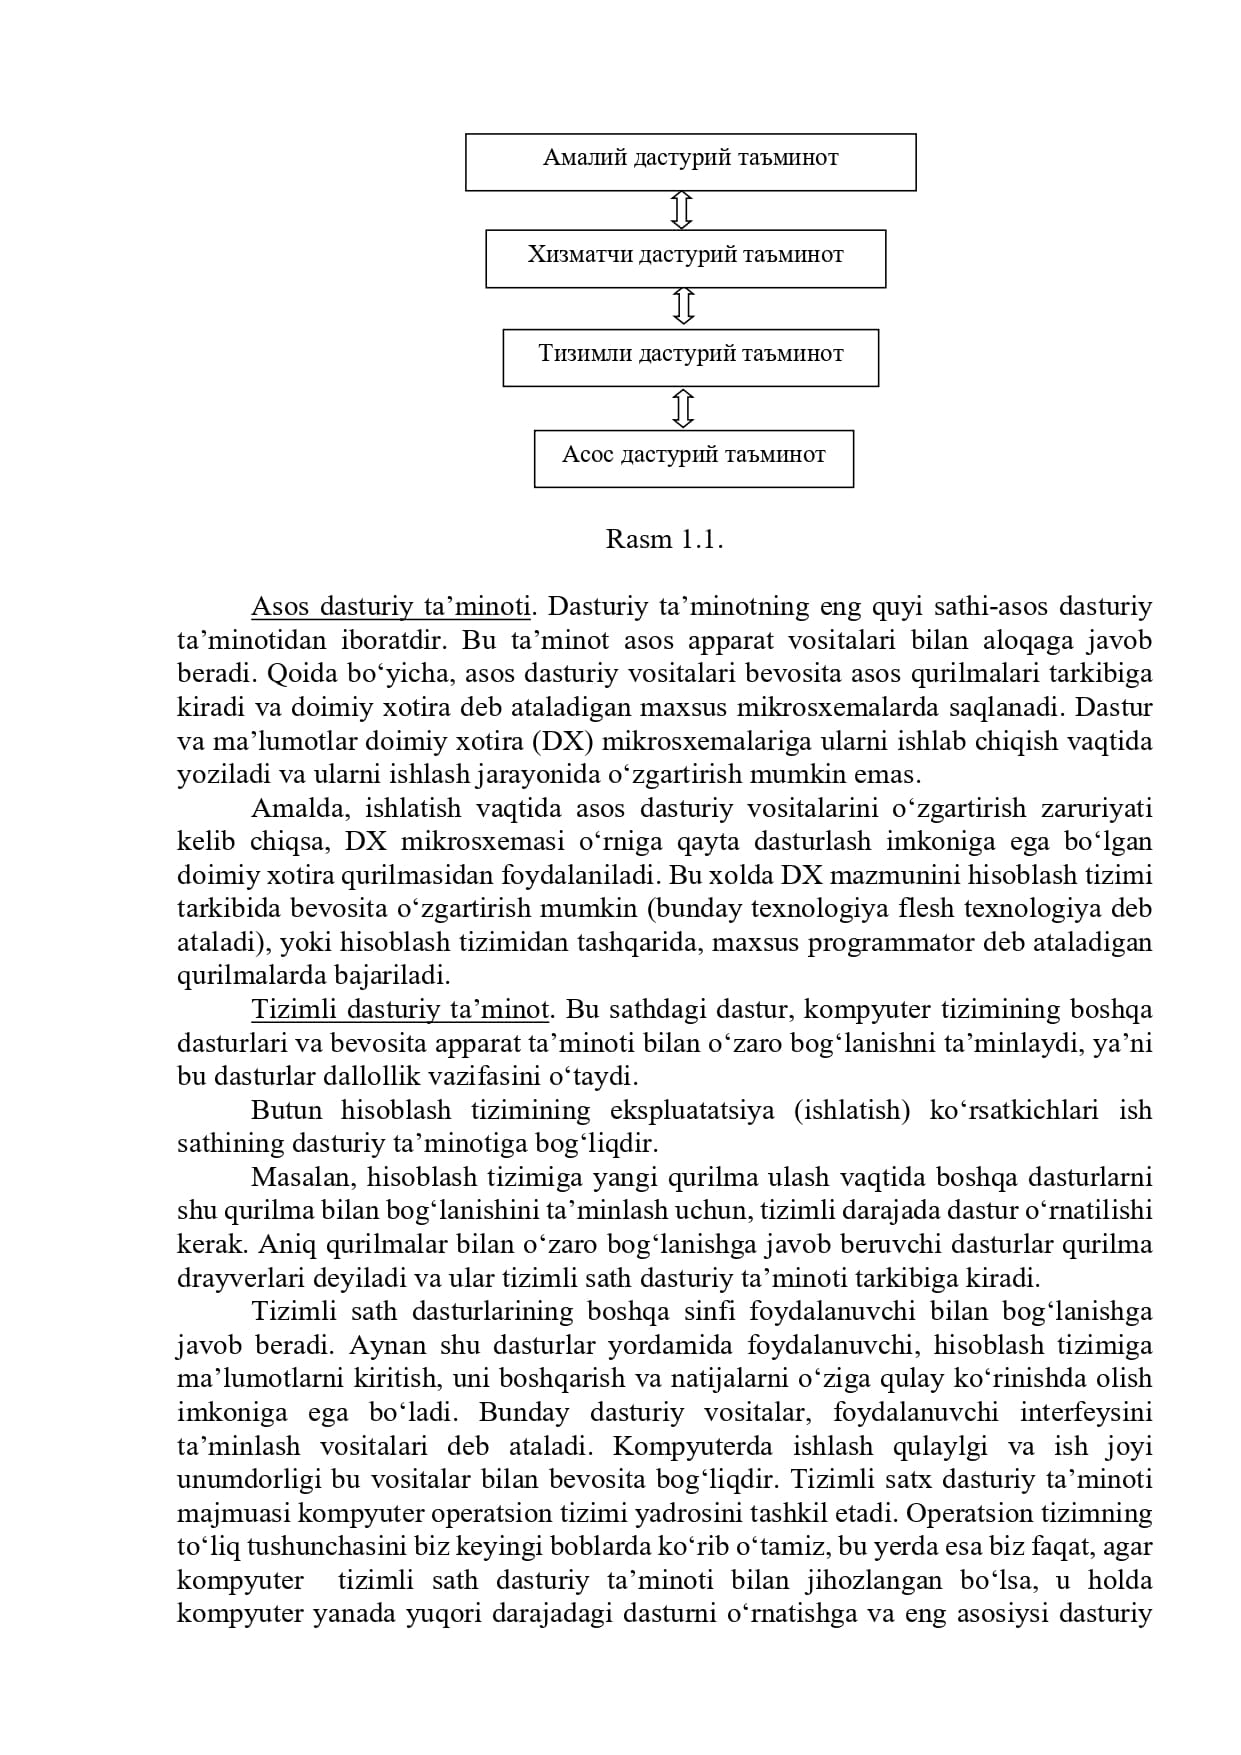 Амалий дастурий таъминот
Хизматчи дастурий таъминот
Тизимли дастурий таъминот
Асос дастурий таъминот
Rasm 1.1.
Asos dasturiy ta’minoti. Dasturiy ta’minotning eng quyi sathi-asos dasturiy
ta’minotidan iboratdir. Bu ta’minot asos apparat vositalari bilan aloqaga javob
beradi. Qoida bo‘yicha, asos dasturiy vositalari bevosita asos qurilmalari tarkibiga
kiradi va doimiy xotira deb ataladigan maxsus mikrosxemalarda saqlanadi. Dastur
va ma’lumotlar doimiy xotira (DX) mikrosxemalariga ularni ishlab chiqish vaqtida
yoziladi va ularni ishlash jarayonida o‘zgartirish mumkin emas.
Amalda, ishlatish vaqtida asos dasturiy vositalarini o‘zgartirish zaruriyati
kelib chiqsa, DX mikrosxemasi o‘rniga qayta dasturlash imkoniga ega bo‘lgan
doimiy xotira qurilmasidan foydalaniladi. Bu xolda DX mazmunini hisoblash tizimi
tarkibida bevosita o‘zgartirish mumkin (bunday texnologiya flesh texnologiya deb
ataladi), yoki hisoblash tizimidan tashqarida, maxsus programmator deb ataladigan
qurilmalarda bajariladi.
Tizimli dasturiy ta’minot. Bu sathdagi dastur, kompyuter tizimining boshqa
dasturlari va bevosita apparat ta’minoti bilan o‘zaro bog‘lanishni ta’minlaydi, ya’ni
bu dasturlar dallollik vazifasini o‘taydi.
Butun hisoblash tizimining ekspluatatsiya (ishlatish) ko‘rsatkichlari ish
sathining dasturiy ta’minotiga bog‘liqdir.
Masalan, hisoblash tizimiga yangi qurilma ulash vaqtida boshqa dasturlarni
shu qurilma bilan bog‘lanishini ta’minlash uchun, tizimli darajada dastur o‘rnatilishi
kerak. Aniq qurilmalar bilan o‘zaro bog‘lanishga javob beruvchi dasturlar qurilma
drayverlari deyiladi va ular tizimli sath dasturiy ta’minoti tarkibiga kiradi.
Tizimli sath dasturlarining boshqa sinfi foydalanuvchi bilan bog‘lanishga
javob beradi. Aynan shu dasturlar yordamida foydalanuvchi, hisoblash tizimiga
ma’lumotlarni kiritish, uni boshqarish va natijalarni o‘ziga qulay ko‘rinishda olish
imkoniga ega bo‘ladi. Bunday dasturiy vositalar, foydalanuvchi interfeysini
ta’minlash vositalari deb ataladi. Kompyuterda ishlash qulaylgi va ish joyi
unumdorligi bu vositalar bilan bevosita bog‘liqdir. Tizimli satx dasturiy ta’minoti
majmuasi kompyuter operatsion tizimi yadrosini tashkil etadi. Operatsion tizimning
to‘liq tushunchasini biz keyingi boblarda ko‘rib o‘tamiz, bu yerda esa biz faqat, agar
kompyuter tizimli sath dasturiy ta’minoti bilan jihozlangan bo‘lsa, u holda
kompyuter yanada yuqori darajadagi dasturni o‘rnatishga va eng asosiysi dasturiy